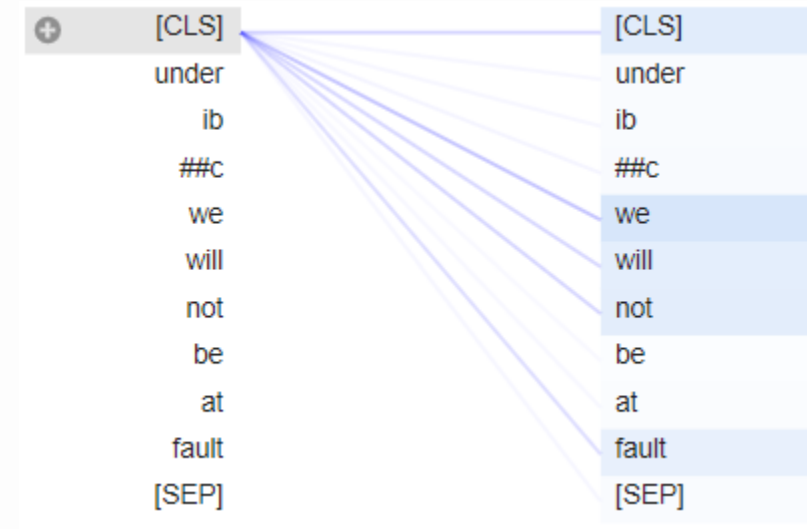 [CLS] [CLS]
under under
ib ib
##c ##c
we we
will will
not not
be be
at at
fault fault
[SEP] [SEP]